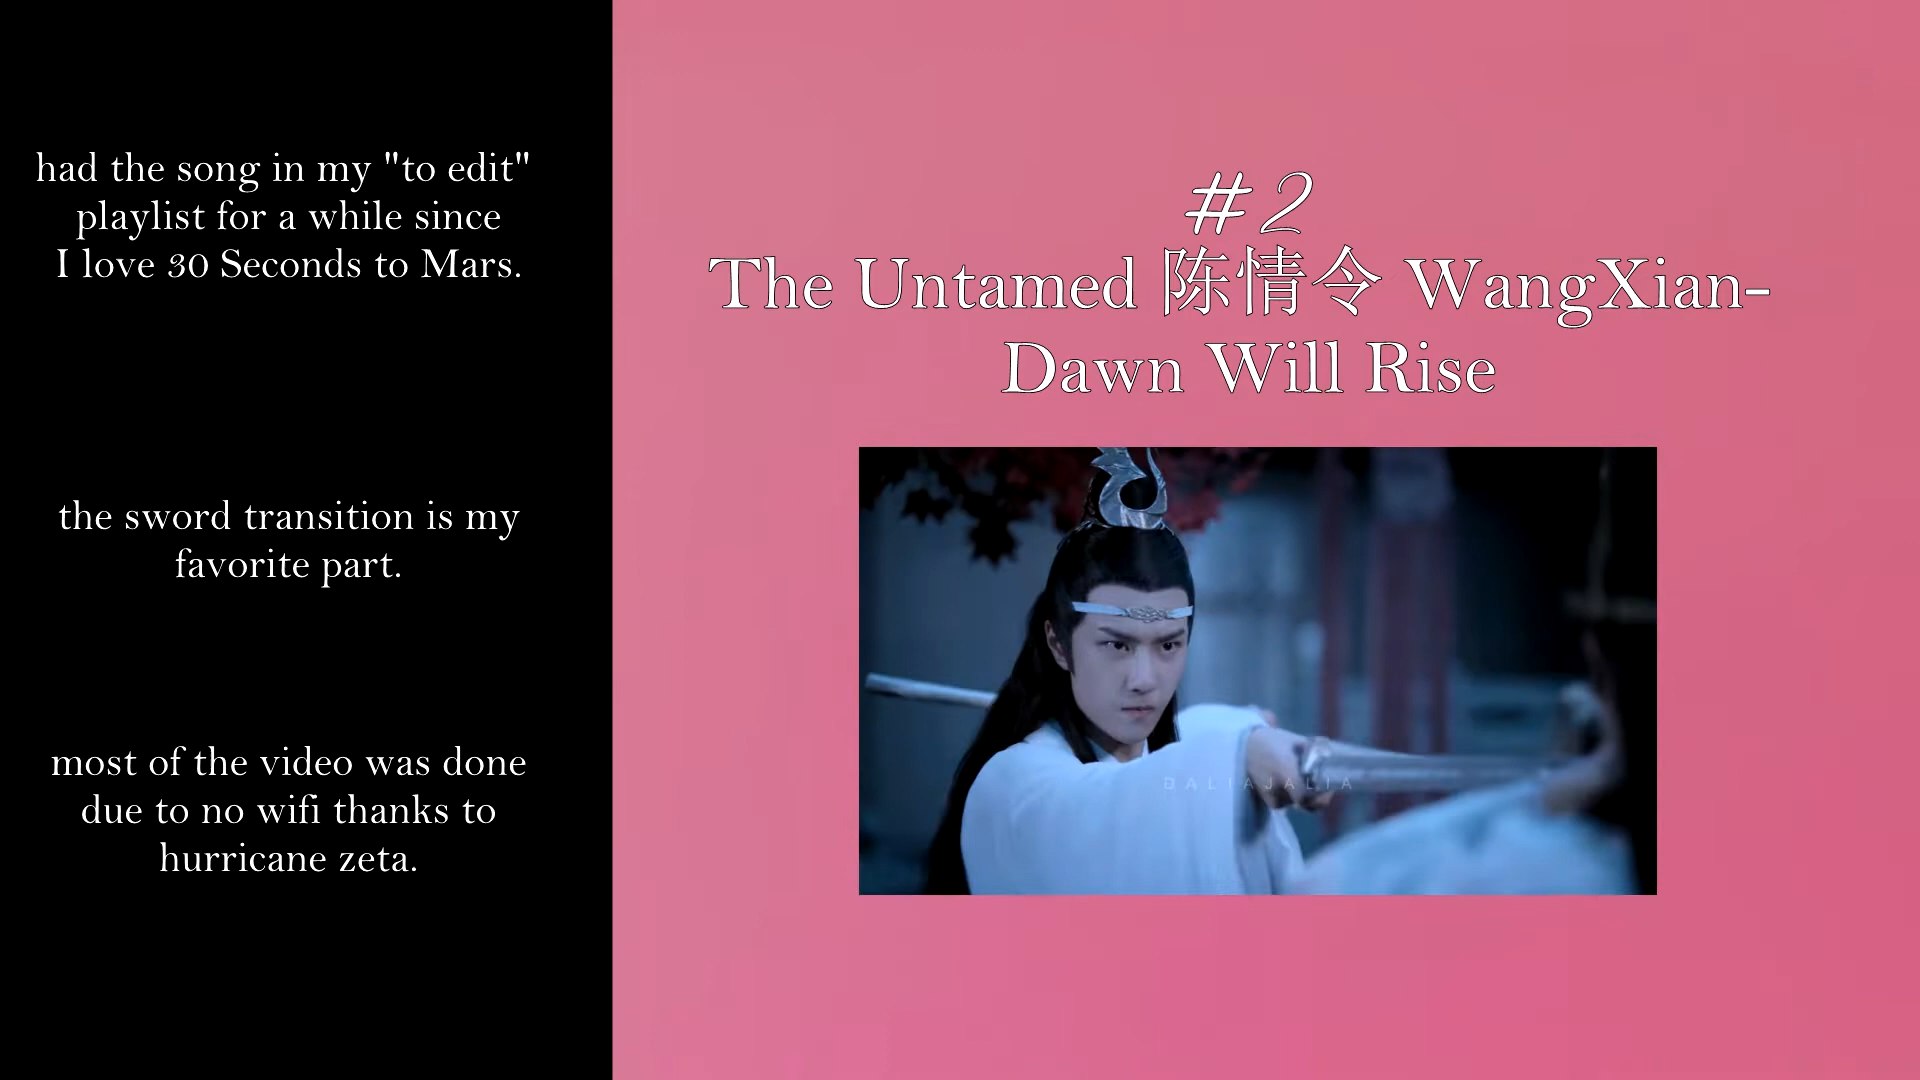 had the song in my "to edit"
playlist for a while since
I love 30 Seconds to Mars.
the sword transition is my
favorite part.
most of the video was done
due to no wifi thanks to
hurricane zeta.
#2
The Untamed 陈情令 WangXian-
Dawn Will Rise
DALIAJALIA